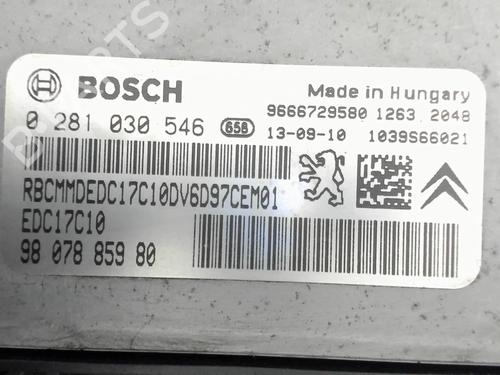 BOSCH
Made in Hungary
9666729580 1263 2048
0 281 030 546 658 13-09-10 1039S66021
RBCMMDEDC17C10DV6D97CEM01
EDC17C10
98 078 859 80